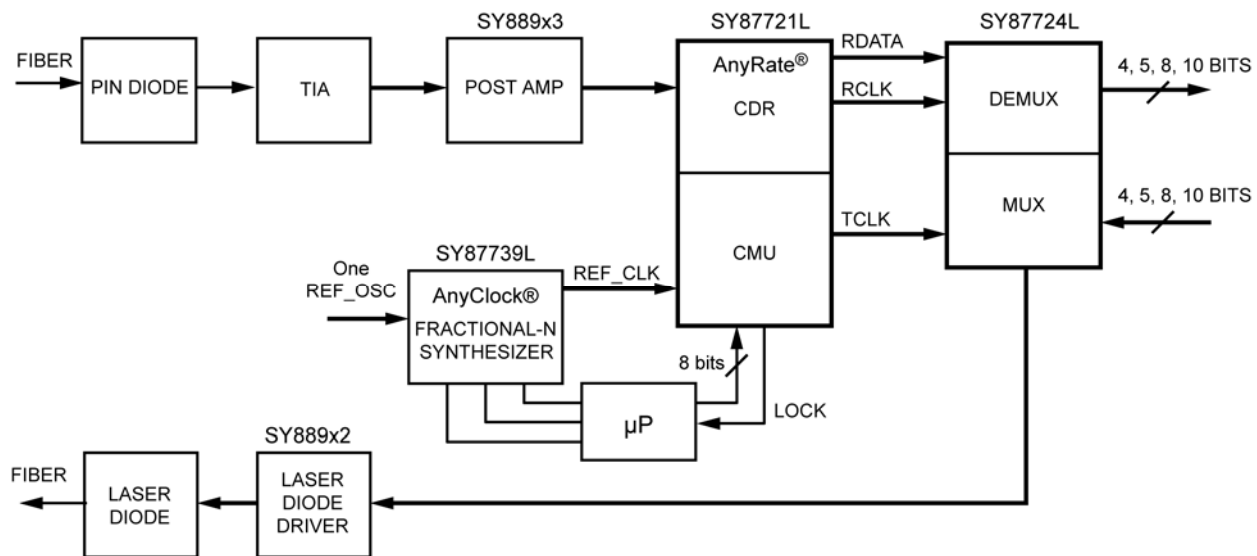 SY889x3
SY87721L
SY87724L
FIBER
PIN DIODE
TIA
POST AMP
AnyRate®
CDR
RDATA
RCLK
DEMUX
4, 5, 8, 10 BITS
CMU
TCLK
MUX
4, 5, 8, 10 BITS
SY87739L
One
REF_OSC
AnyClock®
FRACTIONAL-N
SYNTHESIZER
REF_CLK
8 bits
µP
LOCK
SY889x2
FIBER
LASER
DIODE
LASER
DIODE
DRIVER